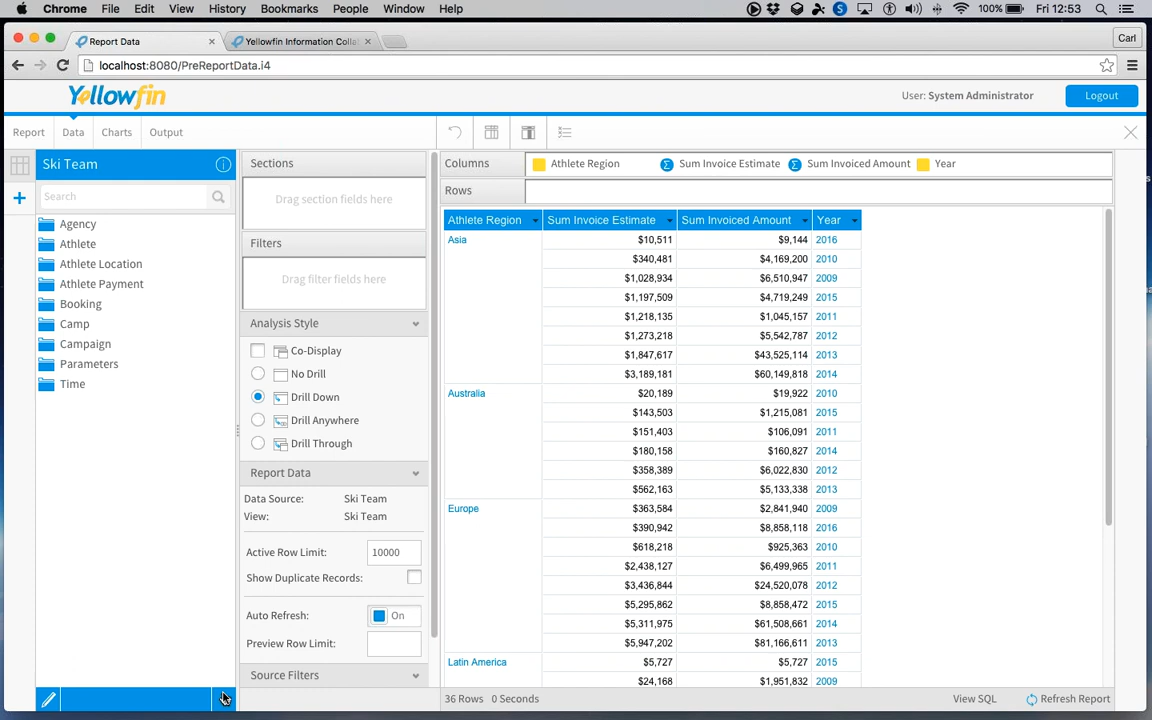 Chrome File Edit View History Bookmarks People Window Help 100% Fri 12:53
Report Data Yellowfin Information Colla Carl
localhost:8080/PreReportData.i4
Yellowfin User: System Administrator Logout
Report Data Charts Output
Ski Team
Search
Agency
Athlete
Athlete Location
Athlete Payment
Booking
Camp
Campaign
Parameters
Time
Sections
Drag section fields here
Filters
Drag filter fields here
Analysis Style
Co-Display
No Drill
Drill Down
Drill Anywhere
Drill Through
Report Data
Data Source: Ski Team
View: Ski Team
Active Row Limit: 10000
Show Duplicate Records:
Auto Refresh: On
Preview Row Limit:
Source Filters
Columns Athlete Region Sum Invoice Estimate Sum Invoiced Amount Year
Rows
Athlete Region Sum Invoice Estimate Sum Invoiced Amount Year
Asia $10,511 $9,144 2016
$340,481 $4,169,200 2010
$1,028,934 $6,510,947 2009
$1,197,509 $4,719,249 2015
$1,218,135 $1,045,157 2011
$1,273,218 $5,542,787 2012
$1,847,617 $43,525,114 2013
$3,189,181 $60,149,818 2014
Australia $20,189 $19,922 2010
$143,503 $1,215,081 2015
$151,403 $106,091 2011
$180,158 $160,827 2014
$358,389 $6,022,830 2012
$562,163 $5,133,338 2013
Europe $363,584 $2,841,940 2009
$390,942 $8,858,118 2016
$618,218 $925,363 2010
$2,438,127 $6,499,965 2011
$3,436,844 $24,520,078 2012
$5,295,862 $8,858,472 2015
$5,311,975 $61,508,661 2014
$5,947,202 $81,166,611 2013
Latin America $5,727 $5,727 2015
$24,168 $1,951,832 2009
36 Rows 0 Seconds View SQL Refresh Report